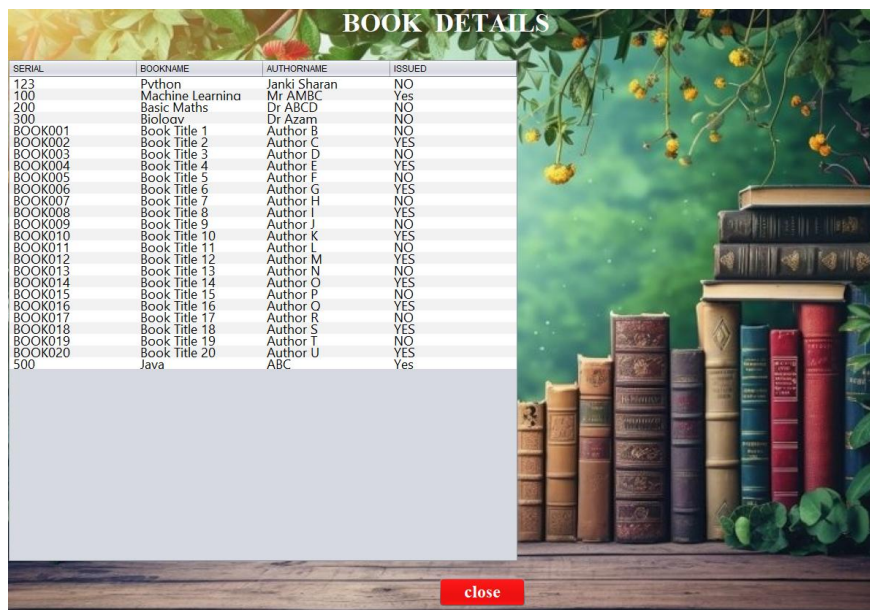 BOOK DETAILS
SERIAL BOOKNAME AUTHORNAME ISSUED
123 Python Janki Sharan NO
100 Machine Learning Mr AMBC Yes
200 Basic Maths Dr ABCD NO
300 Biology Dr Azam NO
BOOK001 Book Title 1 Author B NO
BOOK002 Book Title 2 Author C YES
BOOK003 Book Title 3 Author D NO
BOOK004 Book Title 4 Author E YES
BOOK005 Book Title 5 Author F NO
BOOK006 Book Title 6 Author G YES
BOOK007 Book Title 7 Author H NO
BOOK008 Book Title 8 Author I YES
BOOK009 Book Title 9 Author J NO
BOOK010 Book Title 10 Author K YES
BOOK011 Book Title 11 Author L NO
BOOK012 Book Title 12 Author M YES
BOOK013 Book Title 13 Author N NO
BOOK014 Book Title 14 Author O YES
BOOK015 Book Title 15 Author P NO
BOOK016 Book Title 16 Author Q YES
BOOK017 Book Title 17 Author R NO
BOOK018 Book Title 18 Author S YES
BOOK019 Book Title 19 Author T NO
BOOK020 Book Title 20 Author U YES
500 Java ABC Yes
close